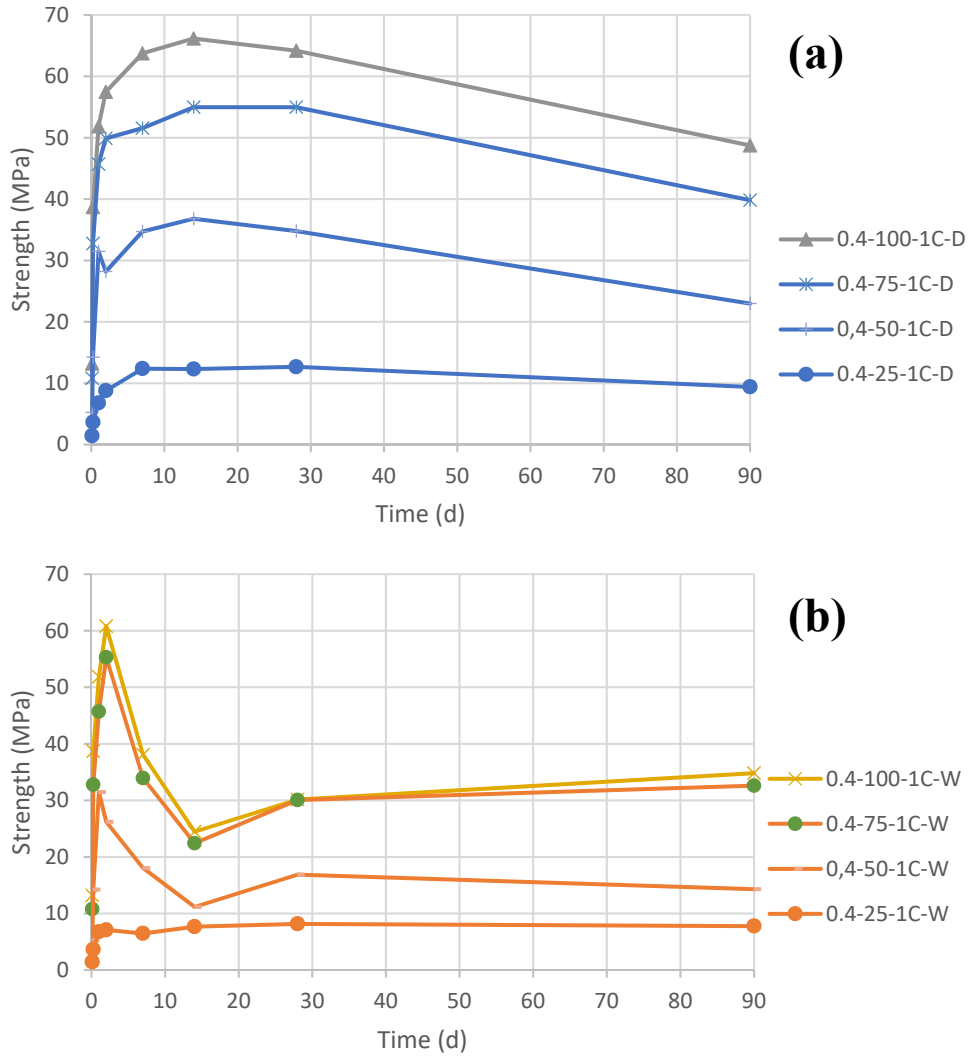 70
60
50
40
30
20
10
0
Strength (MPa)
0 10 20 30 40 50 60 70 80 90
Time (d)
(a)
0.4-100-1C-D
0.4-75-1C-D
0,4-50-1C-D
0.4-25-1C-D
70
60
50
40
30
20
10
0
Strength (MPa)
0 10 20 30 40 50 60 70 80 90
Time (d)
(b)
0.4-100-1C-W
0.4-75-1C-W
0,4-50-1C-W
0.4-25-1C-W